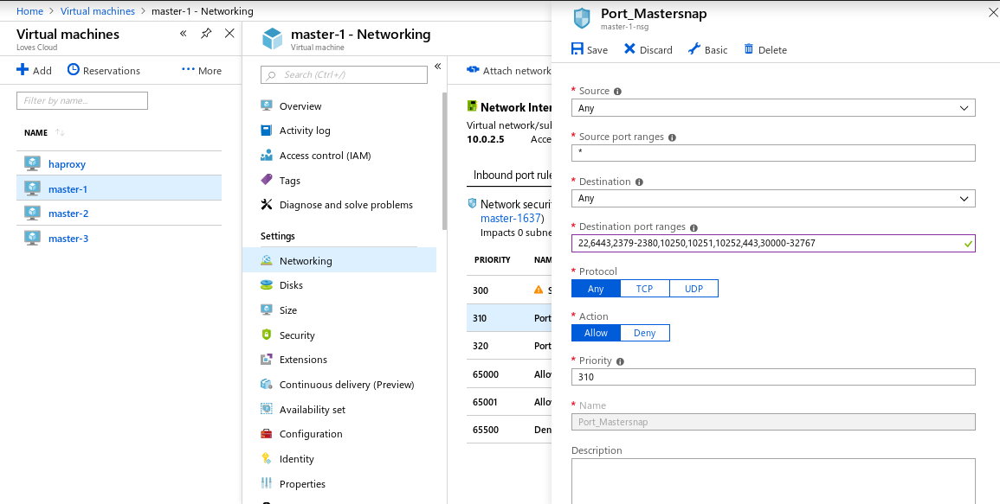 Home > Virtual machines > master-1 - Networking
Virtual machines
Loves Cloud
Add
Reservations
More
Filter by name...
NAME
haproxy
master-1
master-2
master-3
master-1 - Networking
Virtual machine
Search (Ctrl+/)
Overview
Activity log
Access control (IAM)
Tags
Diagnose and solve problems
Settings
Networking
Disks
Size
Security
Extensions
Continuous delivery (Preview)
Availability set
Configuration
Identity
Properties
Attach network
Network Inter
Virtual network/sul
10.0.2.5 Acce
Inbound port rule
Network securit
master-1637)
Impacts 0 subne
PRIORITY NAM
300 S
310 Port
320 Port
65000 Allo
65001 Allo
65500 Den
Port_Mastersnap
master-1-nsg
Save
Discard
Basic
Delete
* Source
Any
* Source port ranges
*
* Destination
Any
* Destination port ranges
22,6443,2379-2380,10250,10251,10252,443,30000-32767
* Protocol
Any TCP UDP
* Action
Allow Deny
* Priority
310
* Name
Port_Mastersnap
Description